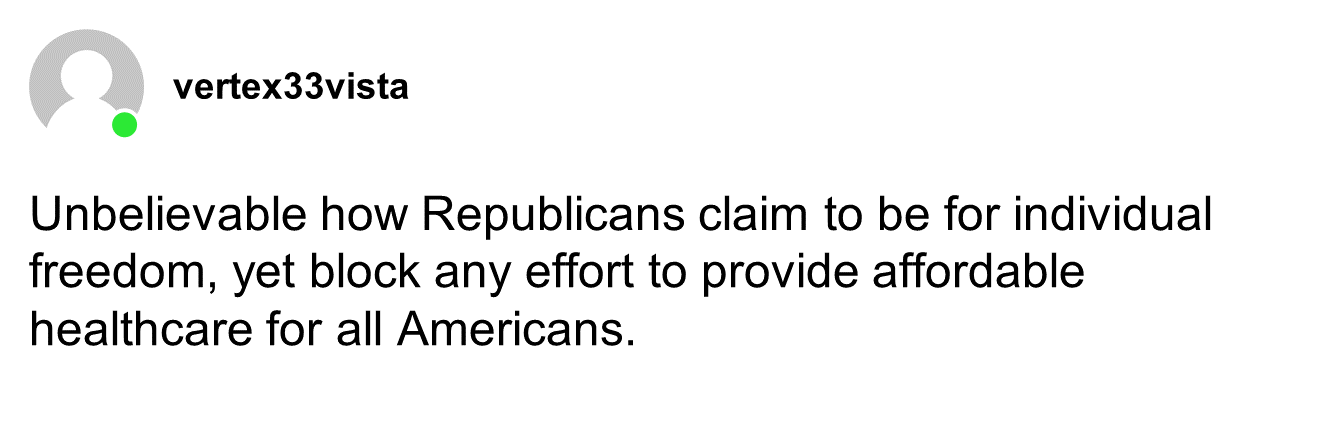 vertex33vista
Unbelievable how Republicans claim to be for individual
freedom, yet block any effort to provide affordable
healthcare for all Americans.